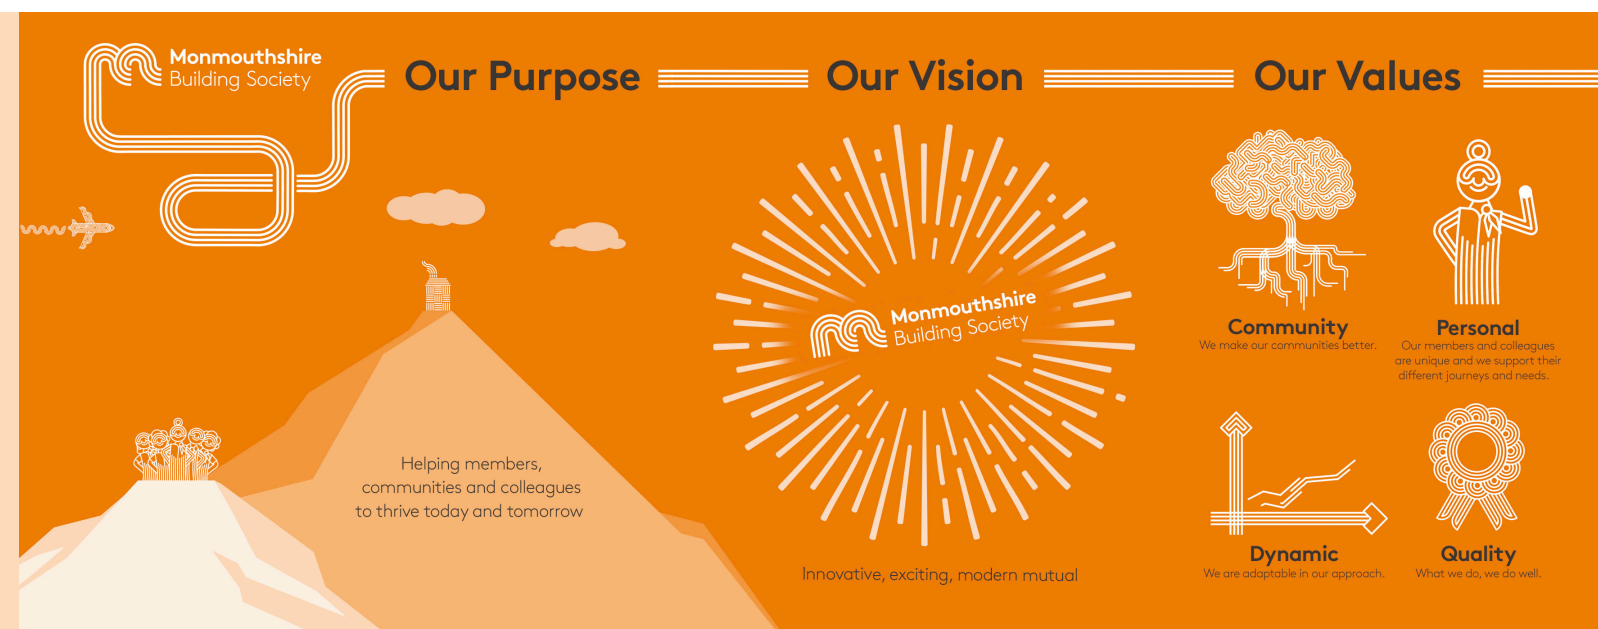 Monmouthshire
Building Society
Our Purpose
Our Vision
Our Values
Helping members,
communities and colleagues
to thrive today and tomorrow
Monmouthshire
Building Society
Innovative, exciting, modern mutual
Community
We make our communities better.
Personal
Our members and colleagues
are unique and we support their
different journeys and needs.
Dynamic
We are adaptable in our approach.
Quality
What we do, we do well.